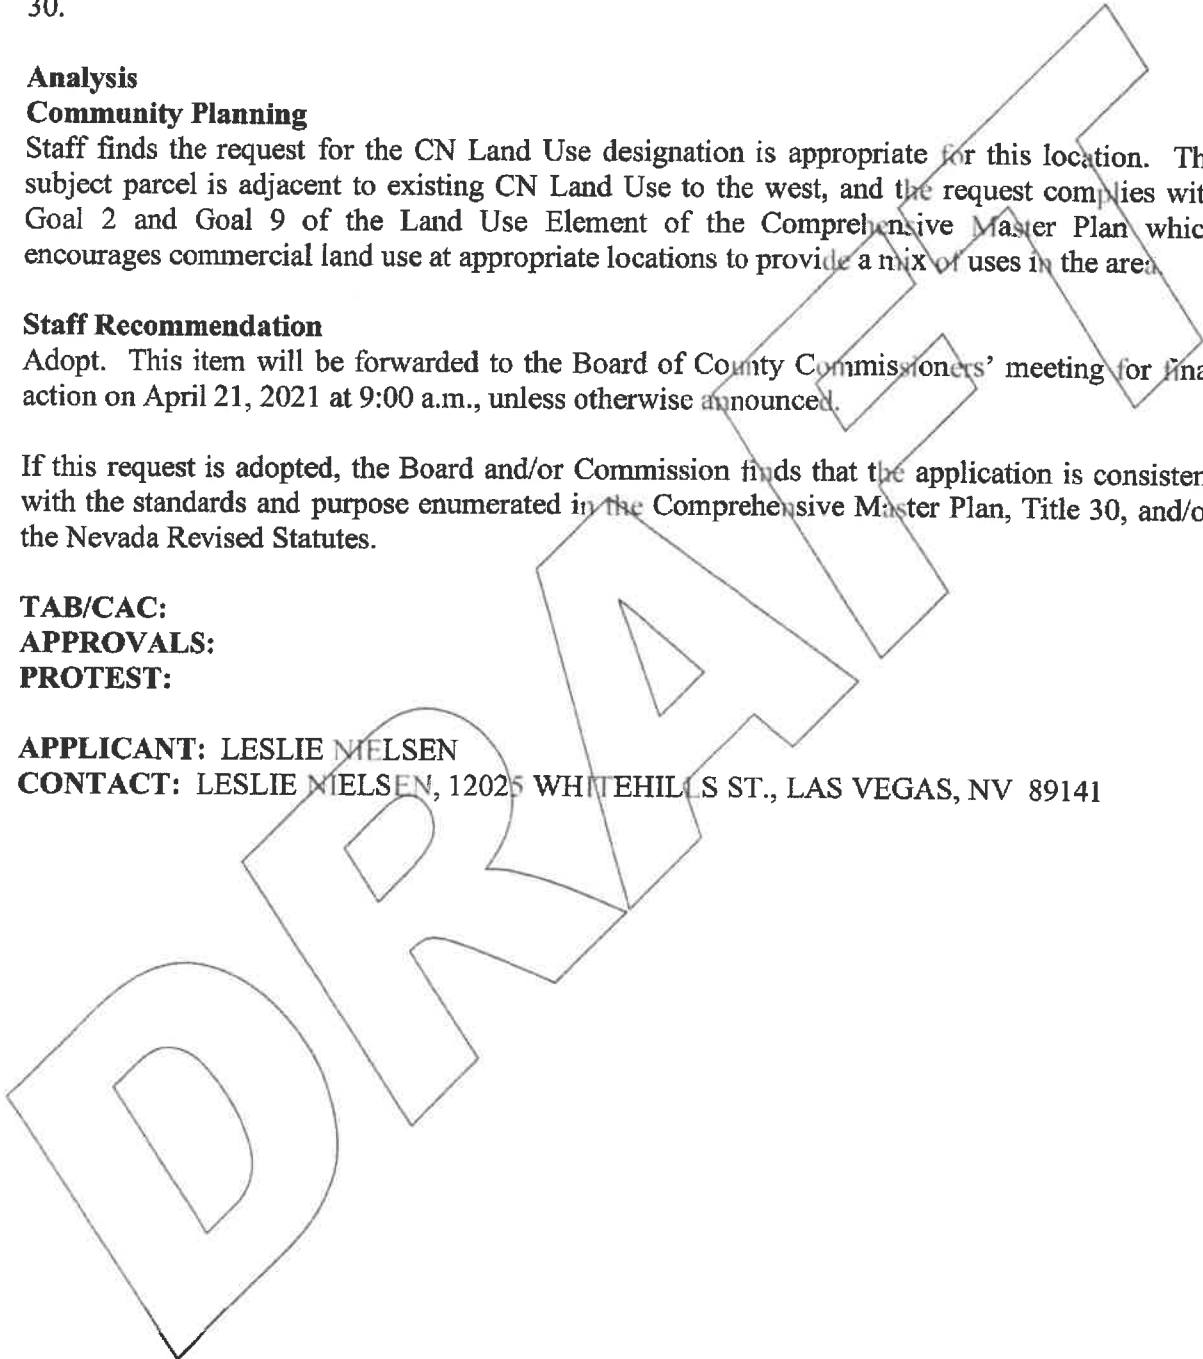 30.
Analysis
Community Planning
Staff finds the request for the CN Land Use designation is appropriate for this location. Th
subject parcel is adjacent to existing CN Land Use to the west, and the request complies wit
Goal 2 and Goal 9 of the Land Use Element of the Comprehensive Master Plan whic
encourages commercial land use at appropriate locations to provide a mix of uses in the area.
Staff Recommendation
Adopt. This item will be forwarded to the Board of County Commissioners' meeting for fina
action on April 21, 2021 at 9:00 a.m., unless otherwise announced.
If this request is adopted, the Board and/or Commission finds that the application is consisten
with the standards and purpose enumerated in the Comprehensive Master Plan, Title 30, and/o
the Nevada Revised Statutes.
TAB/CAC:
APPROVALS:
PROTEST:
APPLICANT: LESLIE NIELSEN
CONTACT: LESLIE NIELSEN, 12025 WHITEHILLS ST., LAS VEGAS, NV 89141
DRAFT